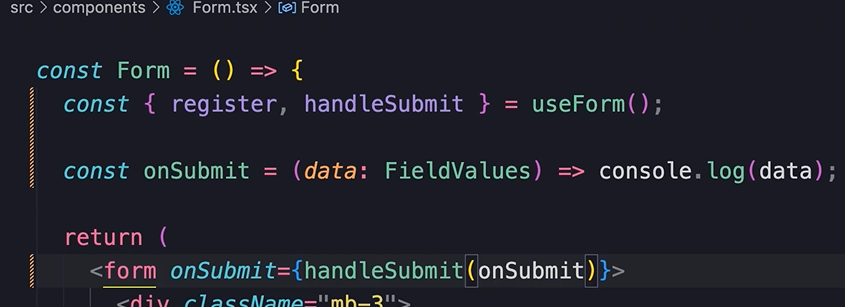 src > components > Form.tsx > Form
const Form = () => {
const { register, handleSubmit } = useForm();
const onSubmit = (data: FieldValues) => console.log(data);
return (
<form onSubmit={handleSubmit(onSubmit)}>
<div className="mb-3">